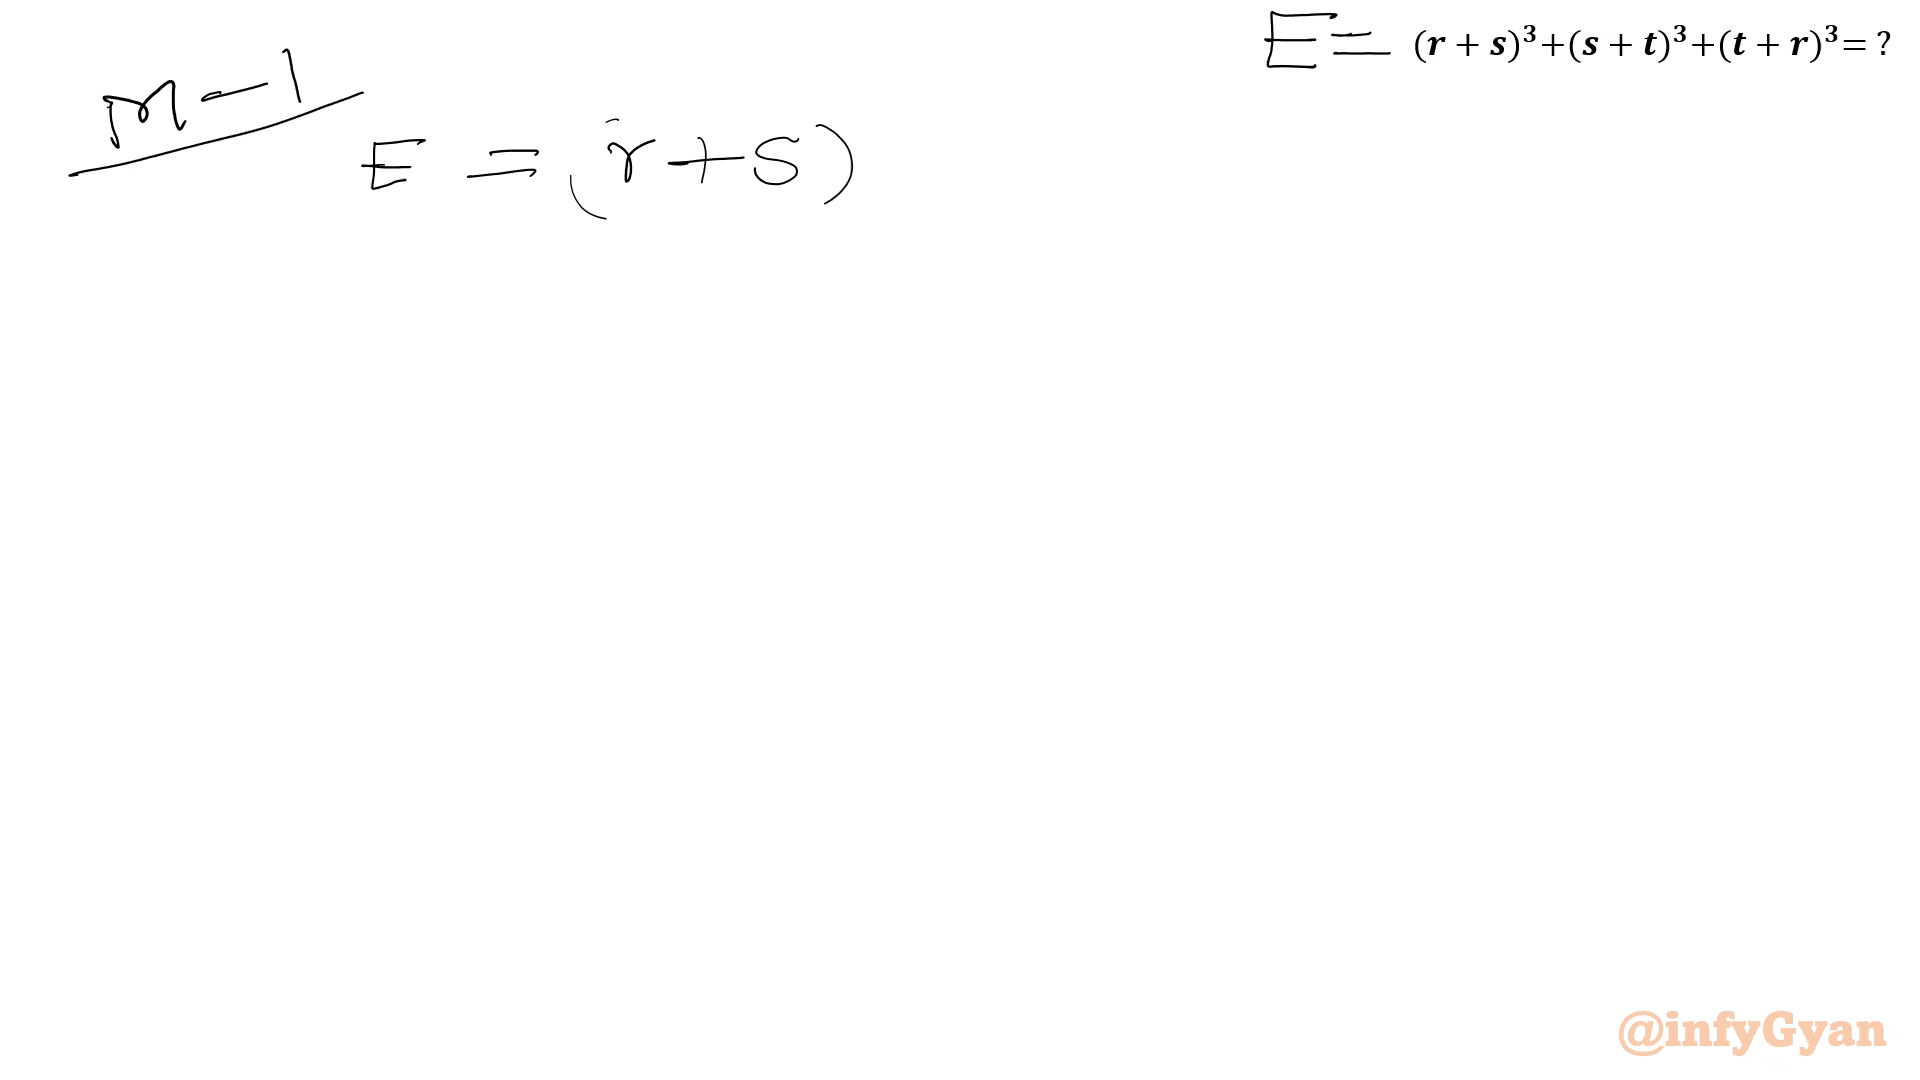 E = (r + s)³+(s + t)³+(t + r)³= ?
m-1
E = (r+s)
@infyGyan